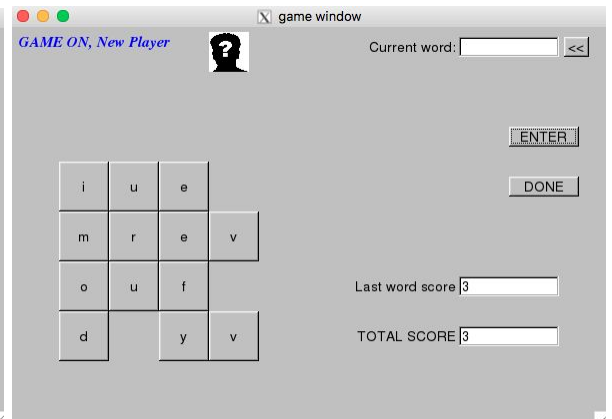 game window
GAME ON, New Player
?
Current word: <<
ENTER
DONE
i u e
m r e v
o u f
d y v
Last word score 3
TOTAL SCORE 3